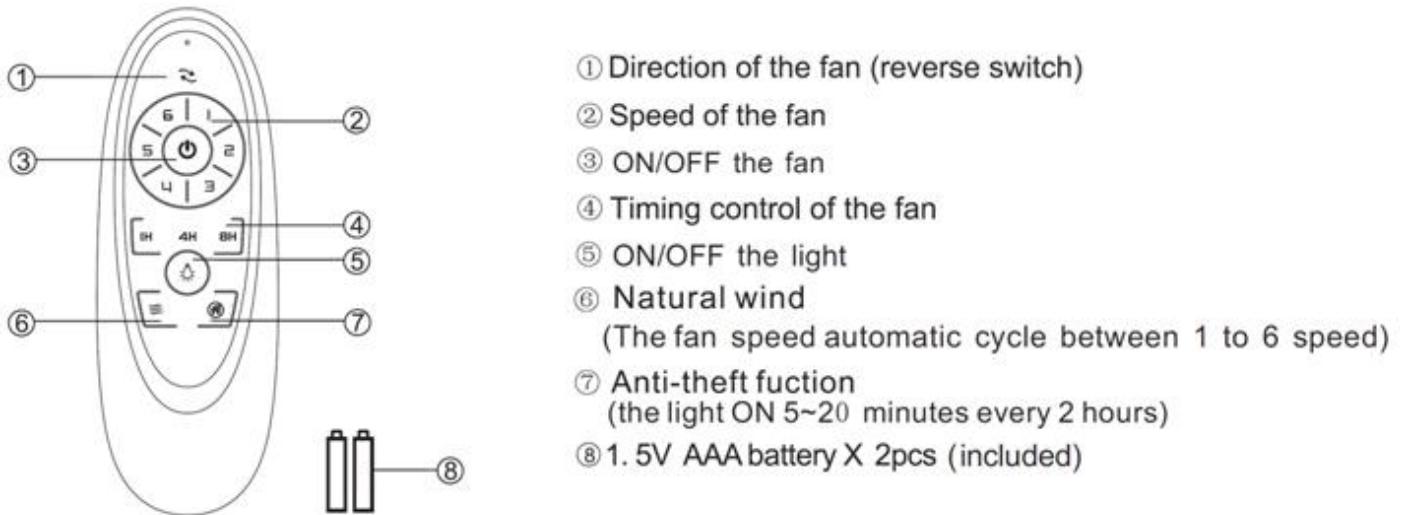 ① Direction of the fan (reverse switch)
② Speed of the fan
③ ON/OFF the fan
④ Timing control of the fan
⑤ ON/OFF the light
⑥ Natural wind
(The fan speed automatic cycle between 1 to 6 speed)
⑦ Anti-theft fuction
(the light ON 5~20 minutes every 2 hours)
⑧ 1.5V AAA battery X 2pcs (included)
①
6 1
②
③
5 2
4 3
④
1H 4H 8H
⑤
⑥
⑦
⑧